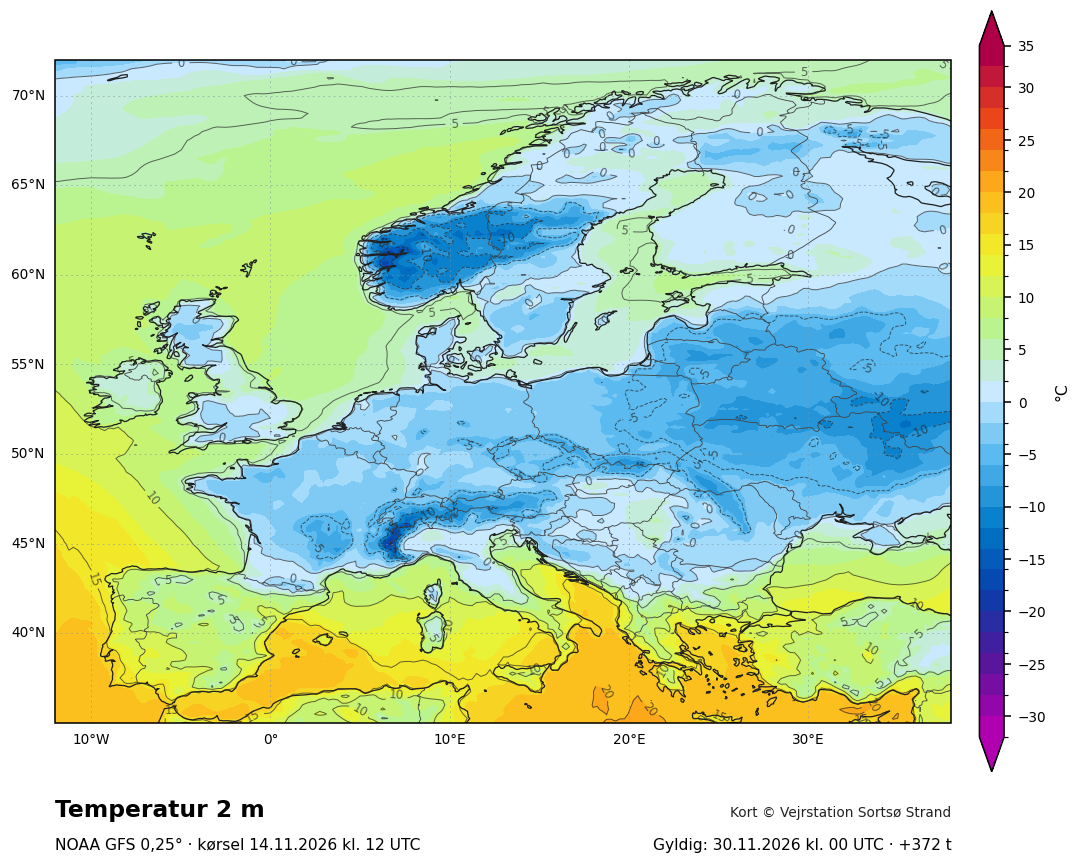 70°N
65°N
60°N
55°N
50°N
45°N
40°N
10°W
0°
10°E
20°E
30°E
35
30
25
20
15
10
5
0
−5
−10
−15
−20
−25
−30
°C
Temperatur 2 m
Kort © Vejrstation Sortsø Strand
NOAA GFS 0,25° · kørsel 14.11.2026 kl. 12 UTC
Gyldig: 30.11.2026 kl. 00 UTC · +372 t